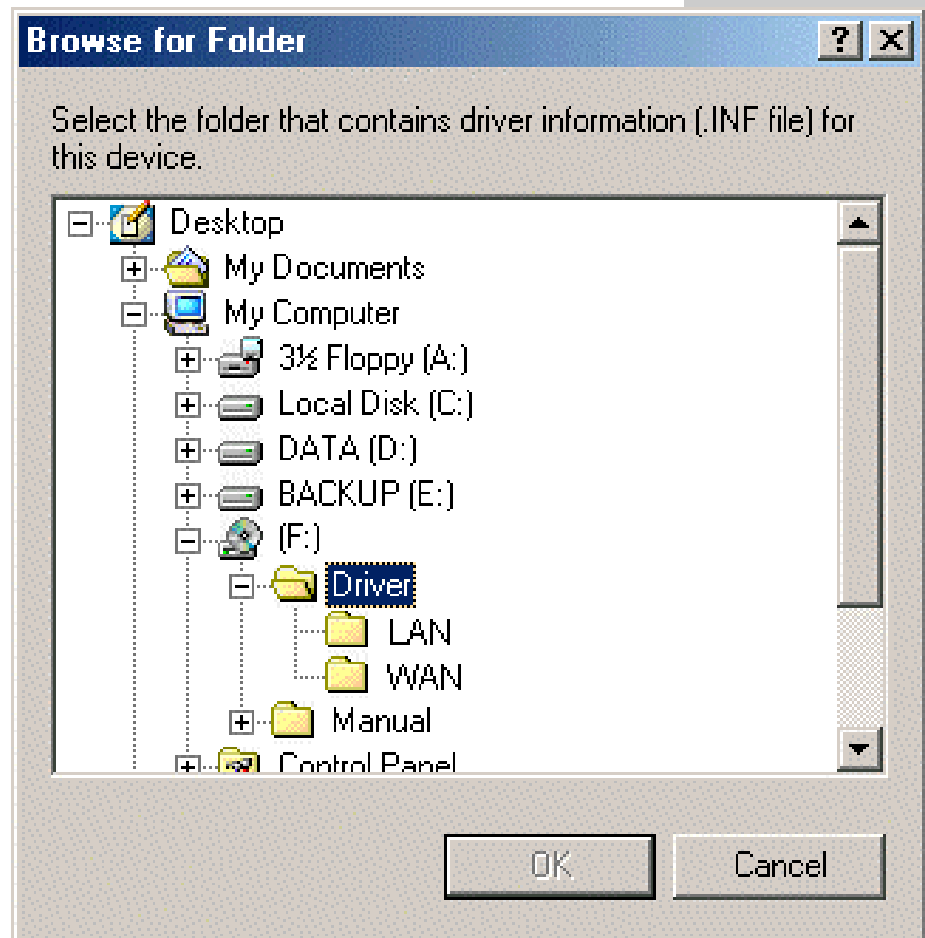 Browse for Folder
Select the folder that contains driver information (.INF file) for
this device.
Desktop
My Documents
My Computer
3½ Floppy (A:)
Local Disk (C:)
DATA (D:)
BACKUP (E:)
(F:)
Driver
LAN
WAN
Manual
Control Panel
OK
Cancel